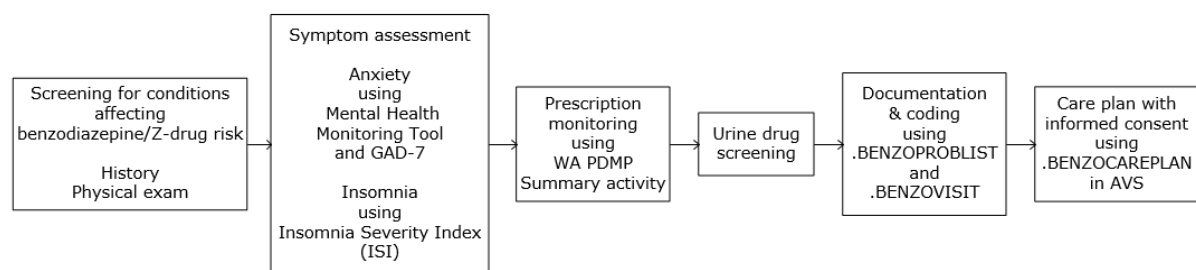 Screening for conditions
affecting
benzodiazepine/Z-drug risk
History
Physical exam
Symptom assessment
Anxiety
using
Mental Health
Monitoring Tool
and GAD-7
Insomnia
using
Insomnia Severity Index
(ISI)
Prescription
monitoring
using
WA PDMP
Summary activity
Urine drug
screening
Documentation
& coding
using
.BENZOPROBLIST
and
.BENZOVISIT
Care plan with
informed consent
using
.BENZOCAREPLAN
in AVS